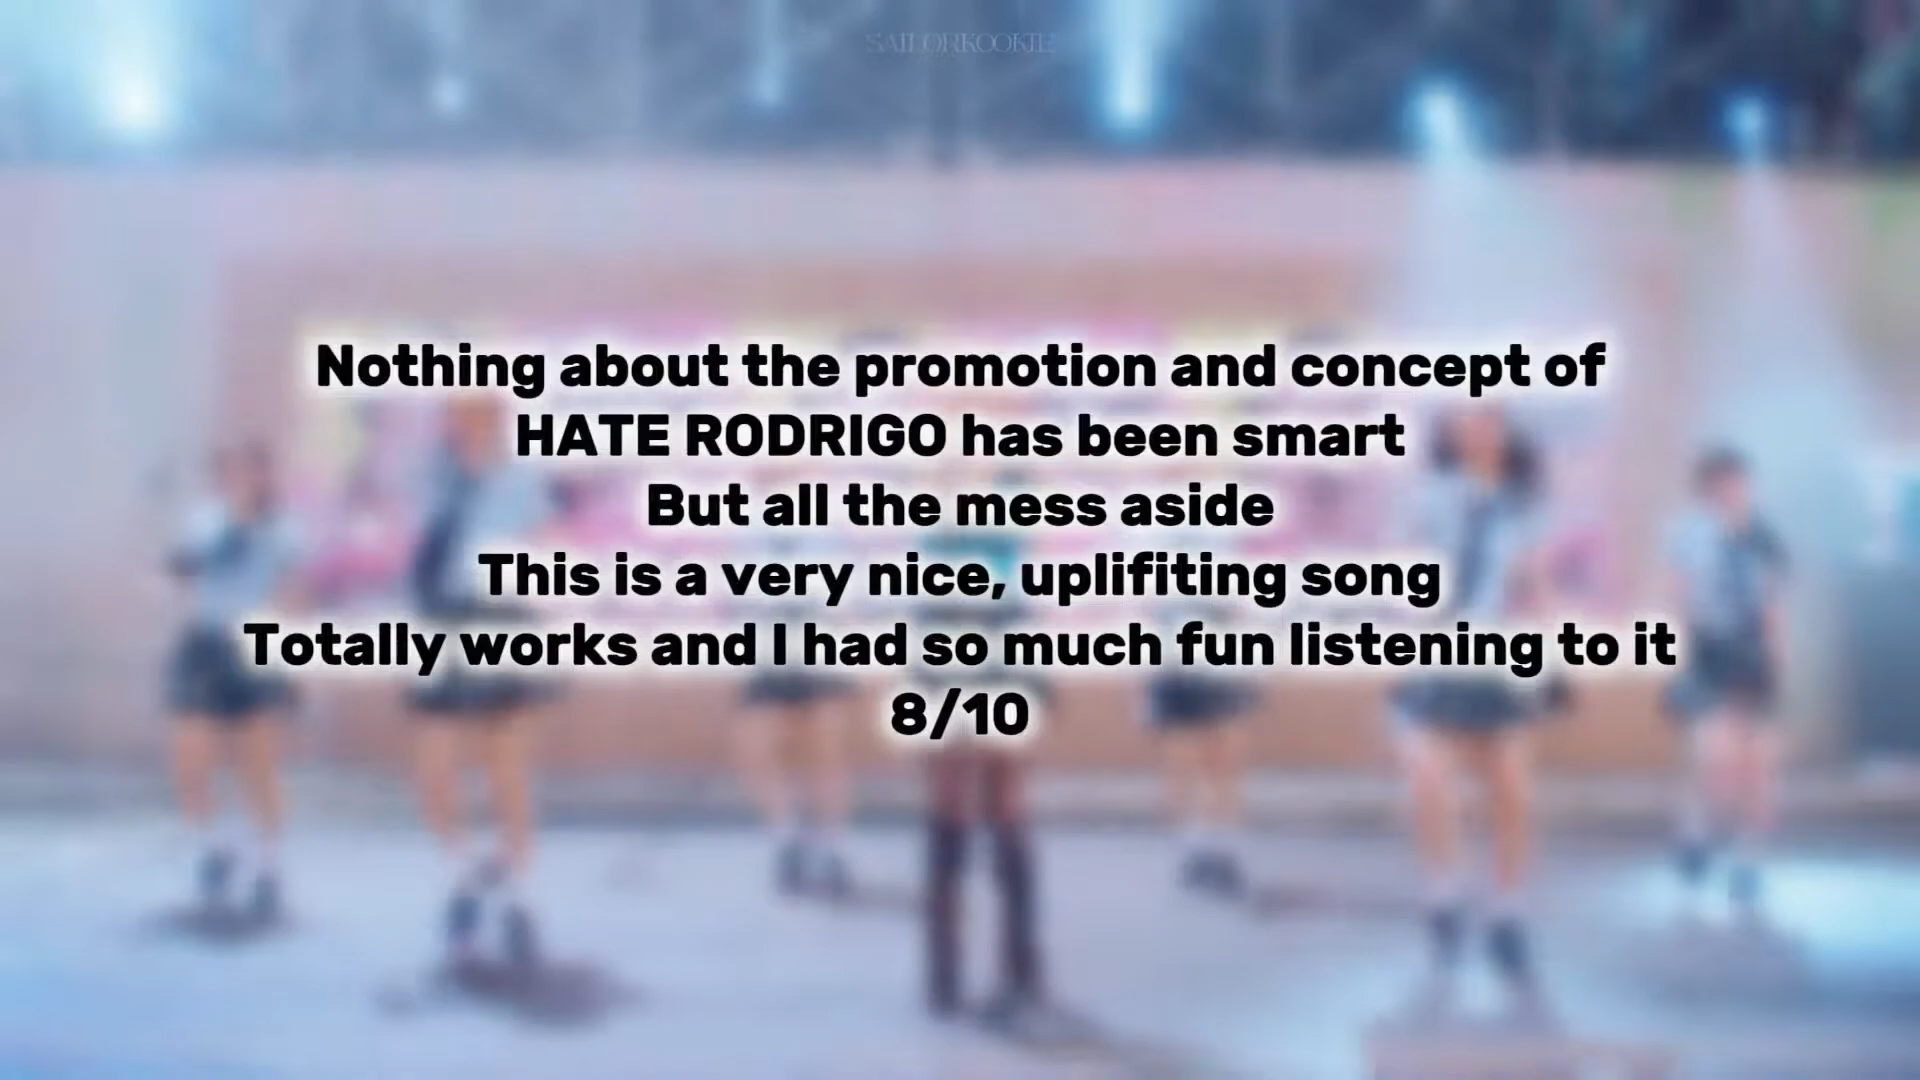 SAILORKOOKIE
Nothing about the promotion and concept of
HATE RODRIGO has been smart
But all the mess aside
This is a very nice, uplifiting song
Totally works and I had so much fun listening to it
8/10